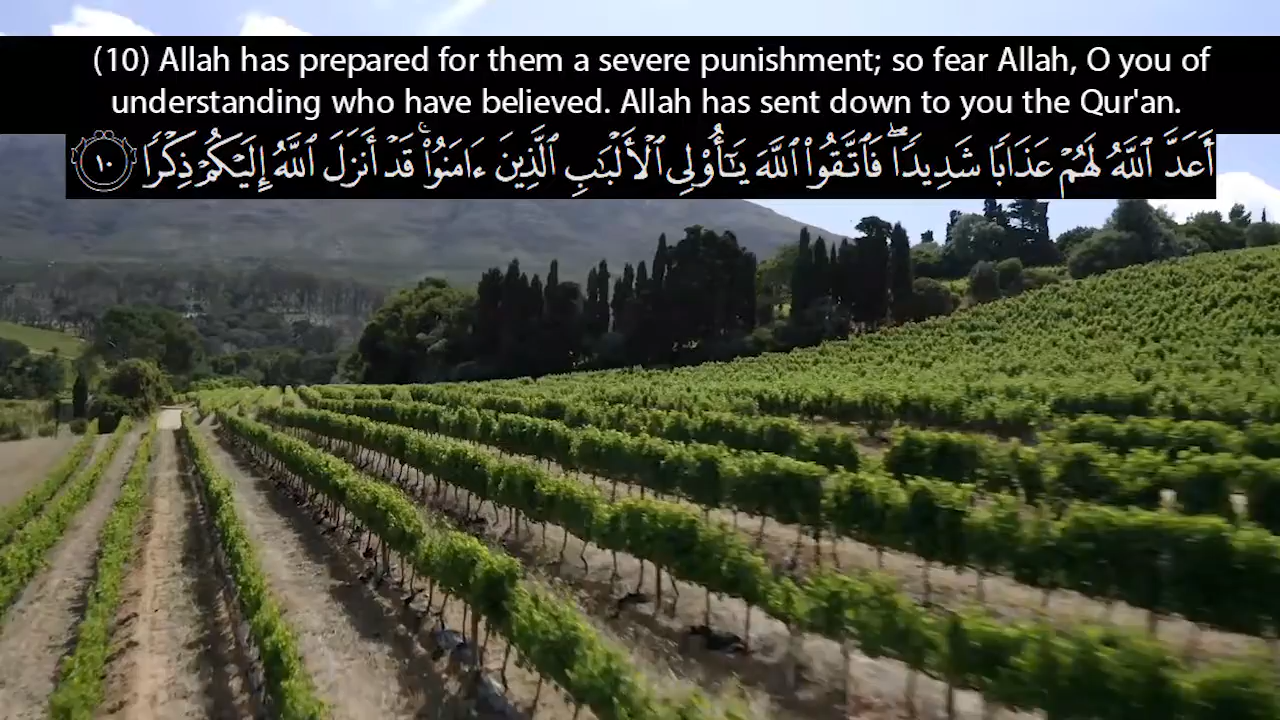 (10) Allah has prepared for them a severe punishment; so fear Allah, O you of
understanding who have believed. Allah has sent down to you the Qur'an.
أَعَدَّ ٱللَّهُ لَهُمْ عَذَابًا شَدِيدًا ۖ فَٱتَّقُوا۟ ٱللَّهَ يَـٰٓأُو۟لِى ٱلْأَلْبَـٰبِ ٱلَّذِينَ ءَامَنُوا۟ ۚ قَدْ أَنزَلَ ٱللَّهُ إِلَيْكُمْ ذِكْرًا ١٠